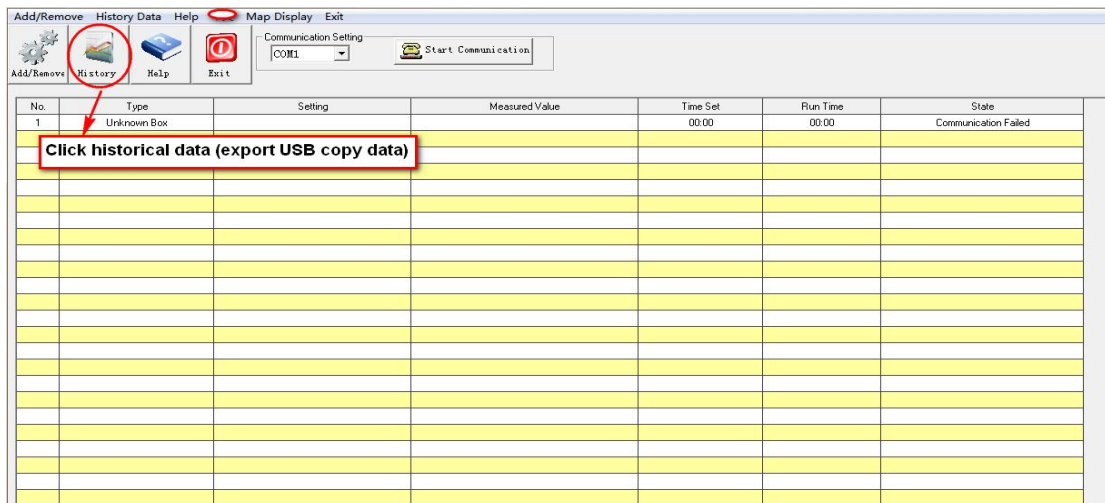 Add/Remove History Data Help Map Display Exit
Communication Setting
COM1 Start Communication
Add/Remove History Help Exit
No. Type Setting Measured Value Time Set Run Time State
1 Unknown Box 00:00 00:00 Communication Failed
Click historical data (export USB copy data)